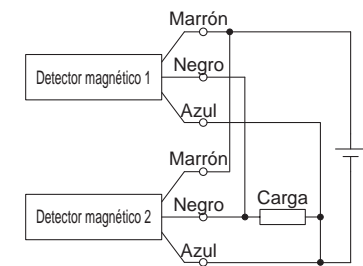 Marrón
Detector magnético 1
Negro
Azul
Marrón
Detector magnético 2
Negro
Carga
Azul